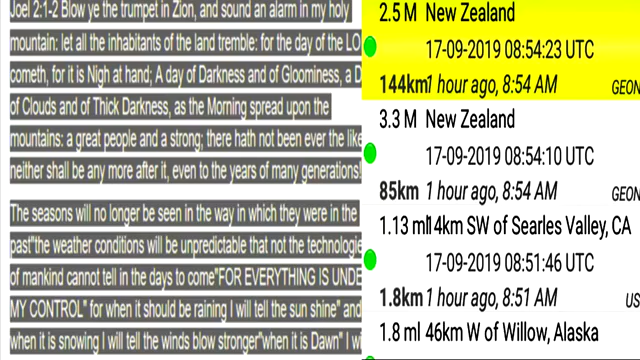 Joel 2:1-2 Blow ye the trumpet in Zion, and sound an alarm in my holy
mountain: let all the inhabitants of the land tremble: for the day of the LO
cometh, for it is Nigh at hand; A day of Darkness and of Gloominess, a D
of Clouds and of Thick Darkness, as the Morning spread upon the
mountains: a great people and a strong; there hath not been ever the like
neither shall be any more after it, even to the years of many generations!
The seasons will no longer be seen in the way in which they were in the
past"the weather conditions will be unpredictable that not the technologie
of mankind cannot tell in the days to come"FOR EVERYTHING IS UNDE
MY CONTROL" for when it should be raining I will tell the sun shine" and
when it is snowing I will tell the winds blow stronger"when it is Dawn" I wi
2.5 M New Zealand
17-09-2019 08:54:23 UTC
144km 1 hour ago, 8:54 AM GEON
3.3 M New Zealand
17-09-2019 08:54:10 UTC
85km 1 hour ago, 8:54 AM GEON
1.13 ml 14km SW of Searles Valley, CA
17-09-2019 08:51:46 UTC
1.8km 1 hour ago, 8:51 AM US
1.8 ml 46km W of Willow, Alaska